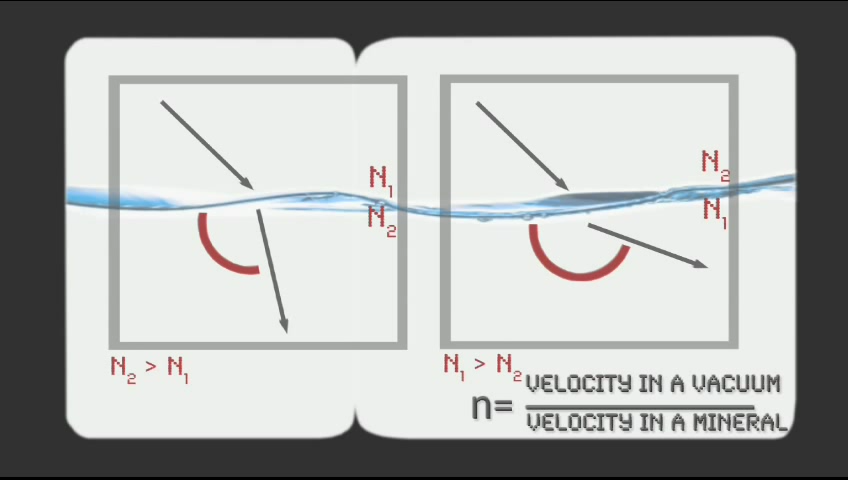 N₁
N₂
N₂ > N₁
N₂
N₁
N₁ > N₂
n= VELOCITY IN A VACUUM
VELOCITY IN A MINERAL